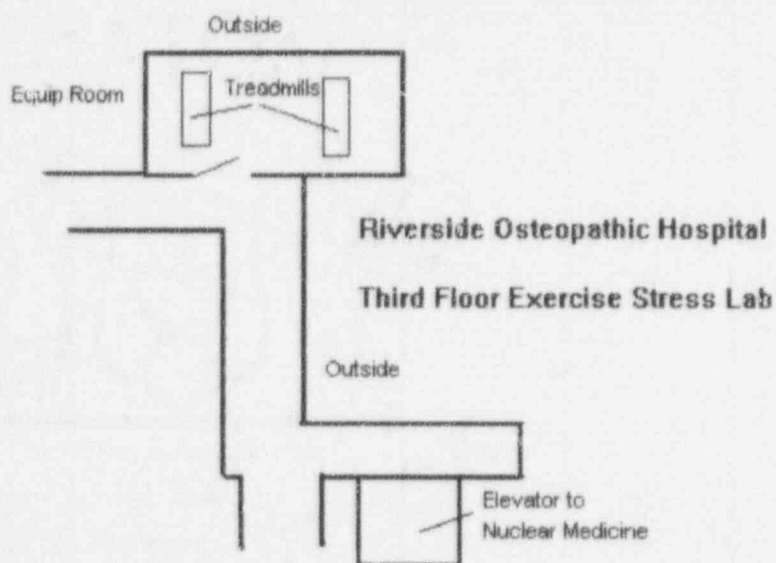 Outside
Equip Room
Treadmills
Riverside Osteopathic Hospital
Third Floor Exercise Stress Lab
Outside
Elevator to
Nuclear Medicine